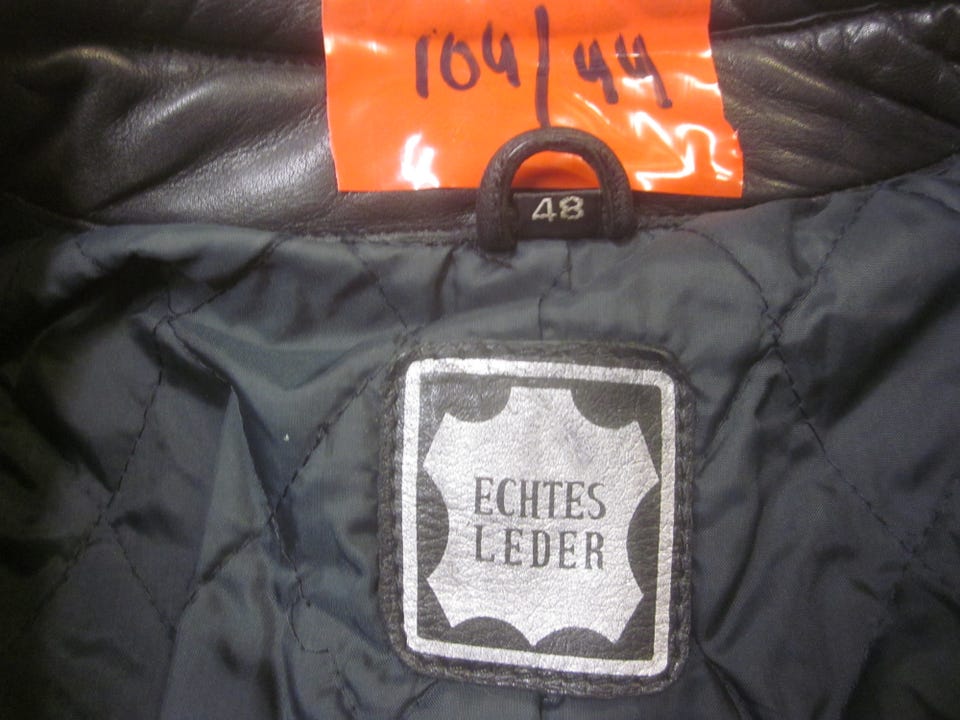 104/44
48
ECHTES
LEDER